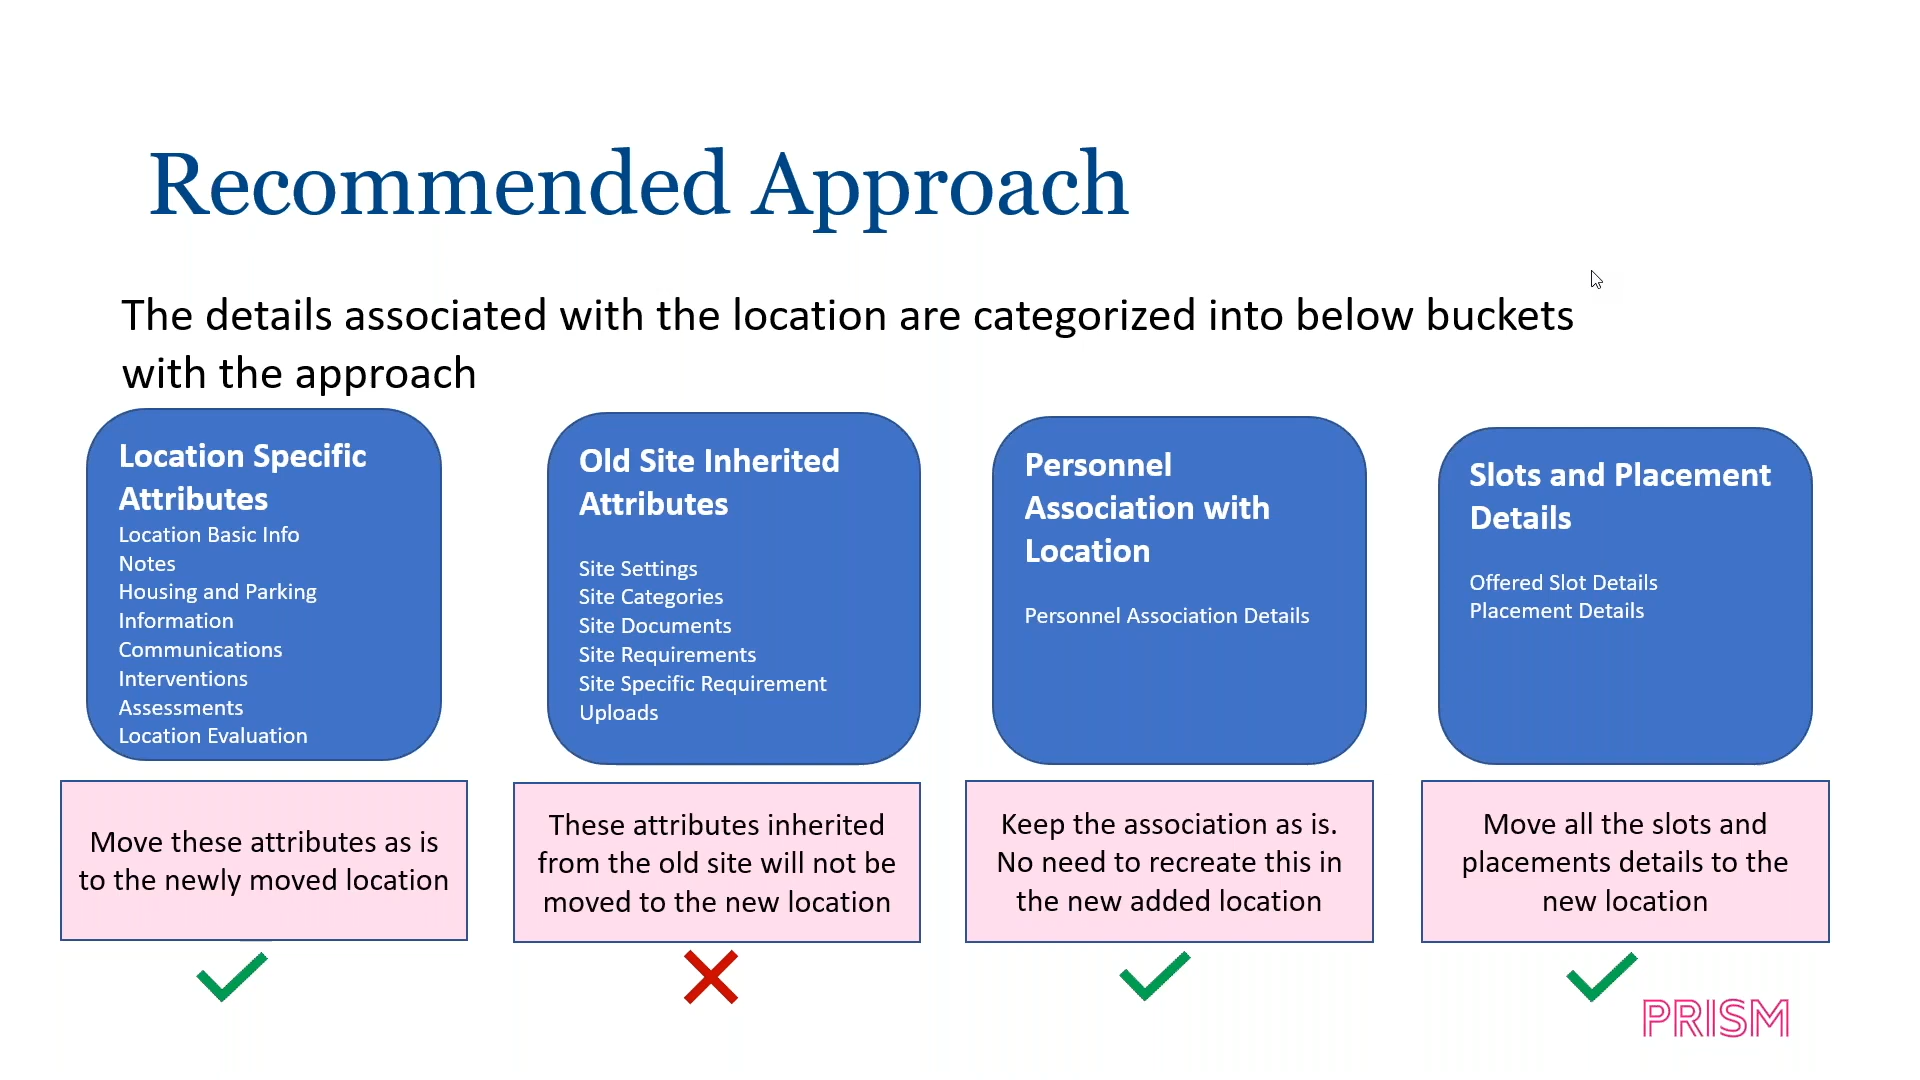 Recommended Approach
The details associated with the location are categorized into below buckets
with the approach
Location Specific
Attributes
Location Basic Info
Notes
Housing and Parking
Information
Communications
Interventions
Assessments
Location Evaluation
Move these attributes as is
to the newly moved location
Old Site Inherited
Attributes
Site Settings
Site Categories
Site Documents
Site Requirements
Site Specific Requirement
Uploads
These attributes inherited
from the old site will not be
moved to the new location
Personnel
Association with
Location
Personnel Association Details
Keep the association as is.
No need to recreate this in
the new added location
Slots and Placement
Details
Offered Slot Details
Placement Details
Move all the slots and
placements details to the
new location
PRISM